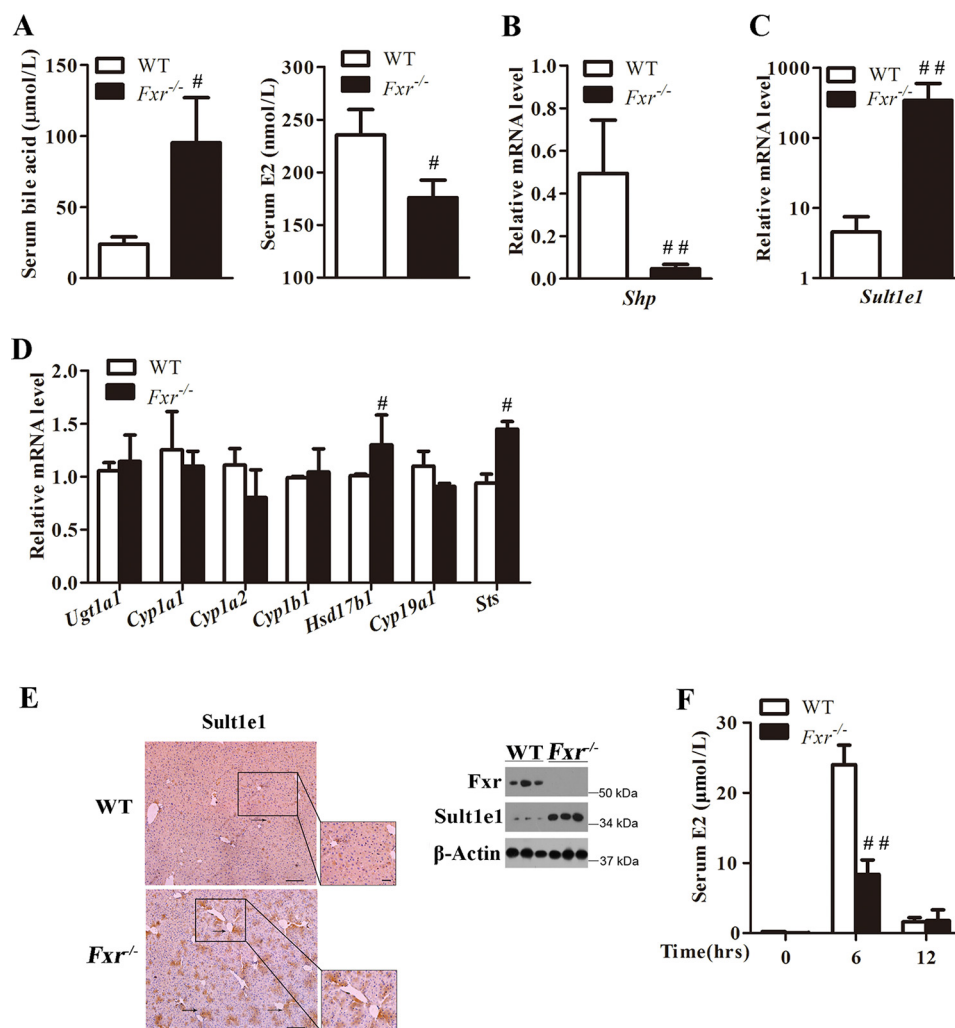 A
Serum bile acid (μmol/L)
150
100
50
0
WT
Fxr-/-
#
Serum E2 (nmol/L)
300
250
200
150
100
WT
Fxr-/-
#
B
Relative mRNA level
1.0
0.8
0.6
0.4
0.2
0.0
WT
Fxr-/-
# #
Shp
C
Relative mRNA level
1000
100
10
1
WT
Fxr-/-
# #
Sult1e1
D
Relative mRNA level
2.0
1.5
1.0
0.5
0.0
WT
Fxr-/-
#
#
Ugt1a1
Cyp1a1
Cyp1a2
Cyp1b1
Hsd17b1
Cyp19a1
Sts
E
Sult1e1
WT
Fxr-/-
WT Fxr-/-
Fxr
50 kDa
Sult1e1
34 kDa
β-Actin
37 kDa
F
Serum E2 (μmol/L)
30
20
10
0
WT
Fxr-/-
# #
Time(hrs) 0 6 12